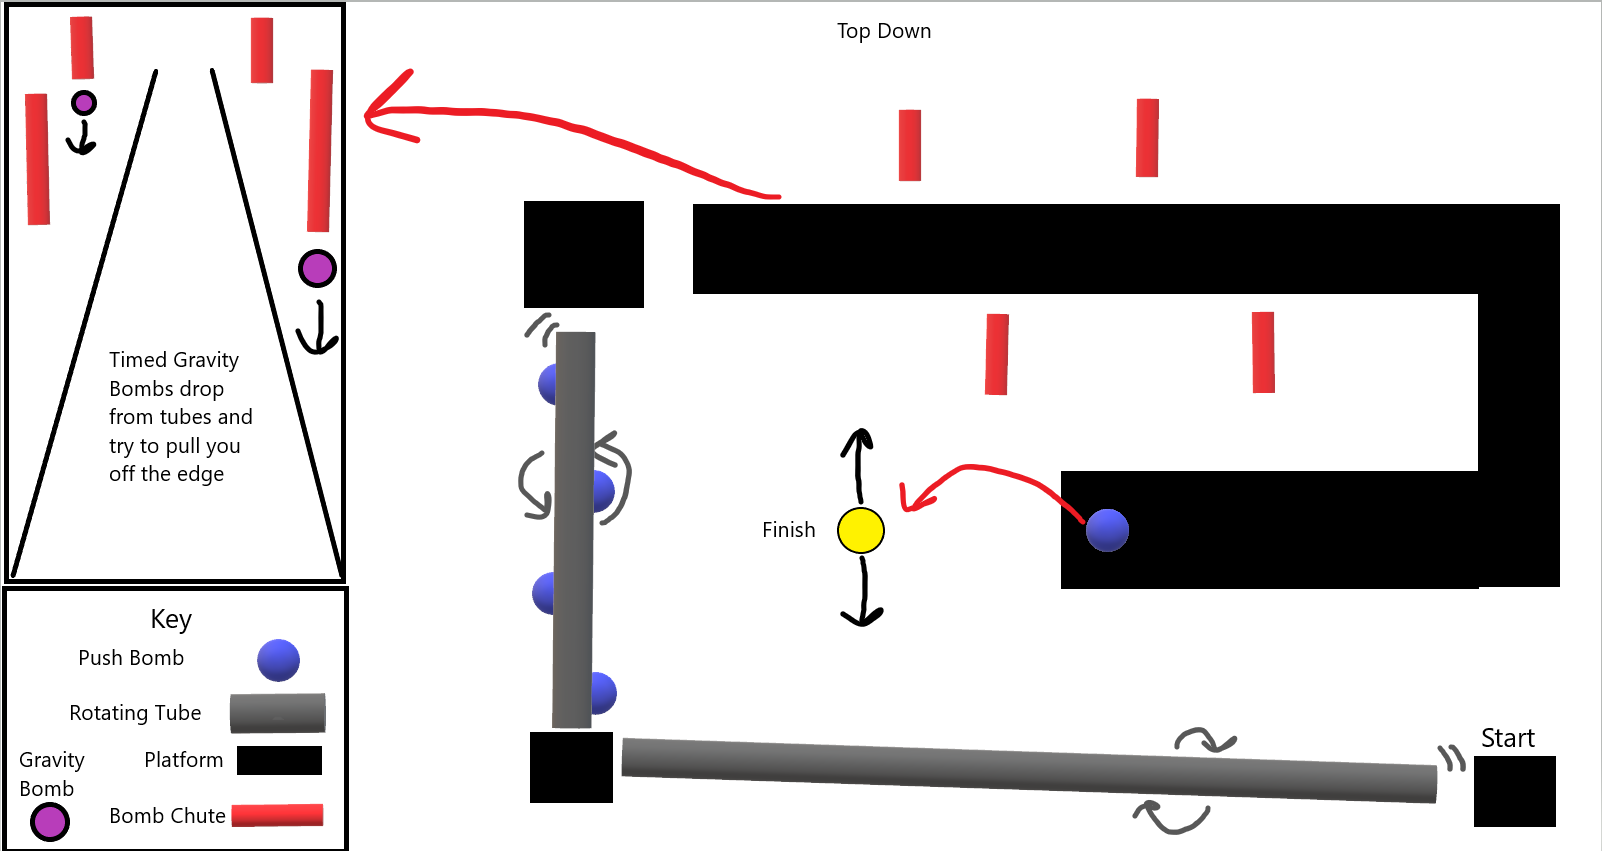 Top Down
Timed Gravity
Bombs drop
from tubes and
try to pull you
off the edge
Finish
Start
Key
Push Bomb
Rotating Tube
Platform
Gravity
Bomb
Bomb Chute